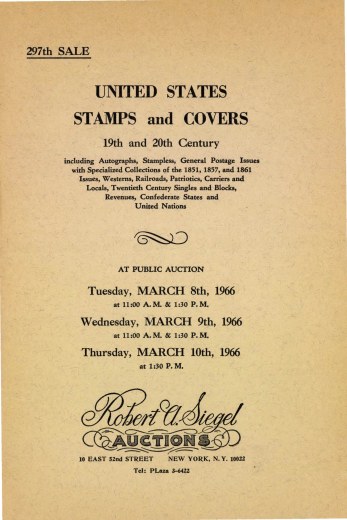 297th SALE
UNITED STATES
STAMPS and COVERS
19th and 20th Century
including Autographs, Stampless, General Postage Issues
with Specialized Collections of the 1851, 1857, and 1861
Issues, Westerns, Railroads, Patriotics, Carriers and
Locals, Twentieth Century Singles and Blocks,
Revenues, Confederate States and
United Nations
AT PUBLIC AUCTION
Tuesday, MARCH 8th, 1966
at 11:00 A. M. & 1:30 P. M.
Wednesday, MARCH 9th, 1966
at 11:00 A. M. & 1:30 P. M.
Thursday, MARCH 10th, 1966
at 1:30 P. M.
Robert A. Siegel
AUCTIONS
10 EAST 52nd STREET NEW YORK, N. Y. 10022
Tel: PLaza 3-6422